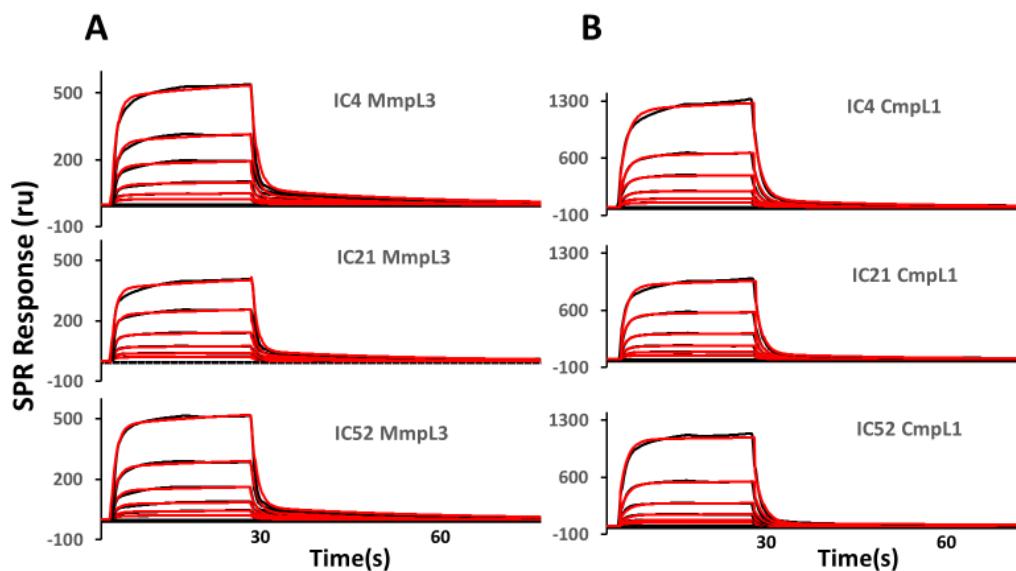 A
B
SPR Response (ru)
500
200
-100
IC4 MmpL3
500
200
-100
IC21 MmpL3
500
200
-100
IC52 MmpL3
30
60
Time(s)
1300
600
-100
IC4 CmpL1
1300
600
-100
IC21 CmpL1
1300
600
-100
IC52 CmpL1
30
60
Time(s)